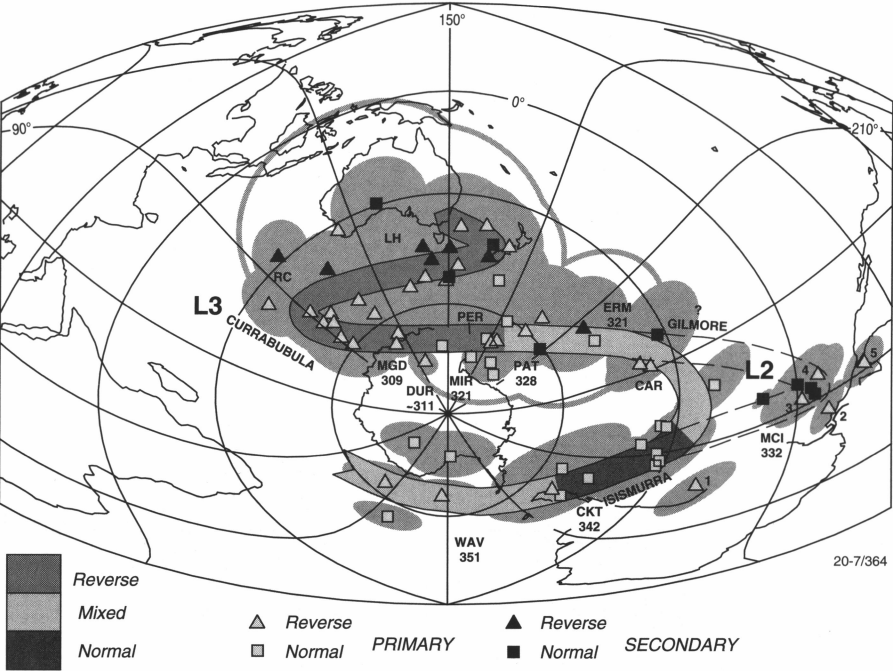 150°
0°
90°
210°
LH
RC
L3
CURRABUBULA
PER
ERM
321
?
GILMORE
MGD
309
DUR
~311
MIR
321
PAT
328
CAR
L2
5
4
3
2
MCI
332
1
ISISMURRA
CKT
342
WAV
351
20-7/364
Reverse
Mixed
Normal
Reverse
Normal
PRIMARY
Reverse
Normal
SECONDARY